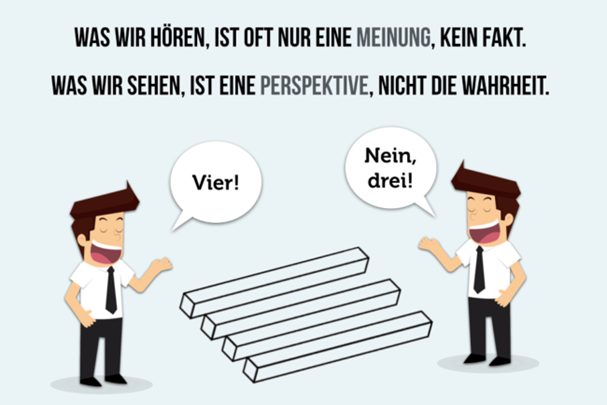 WAS WIR HÖREN, IST OFT NUR EINE MEINUNG, KEIN FAKT.
WAS WIR SEHEN, IST EINE PERSPEKTIVE, NICHT DIE WAHRHEIT.
Vier!
Nein,
drei!